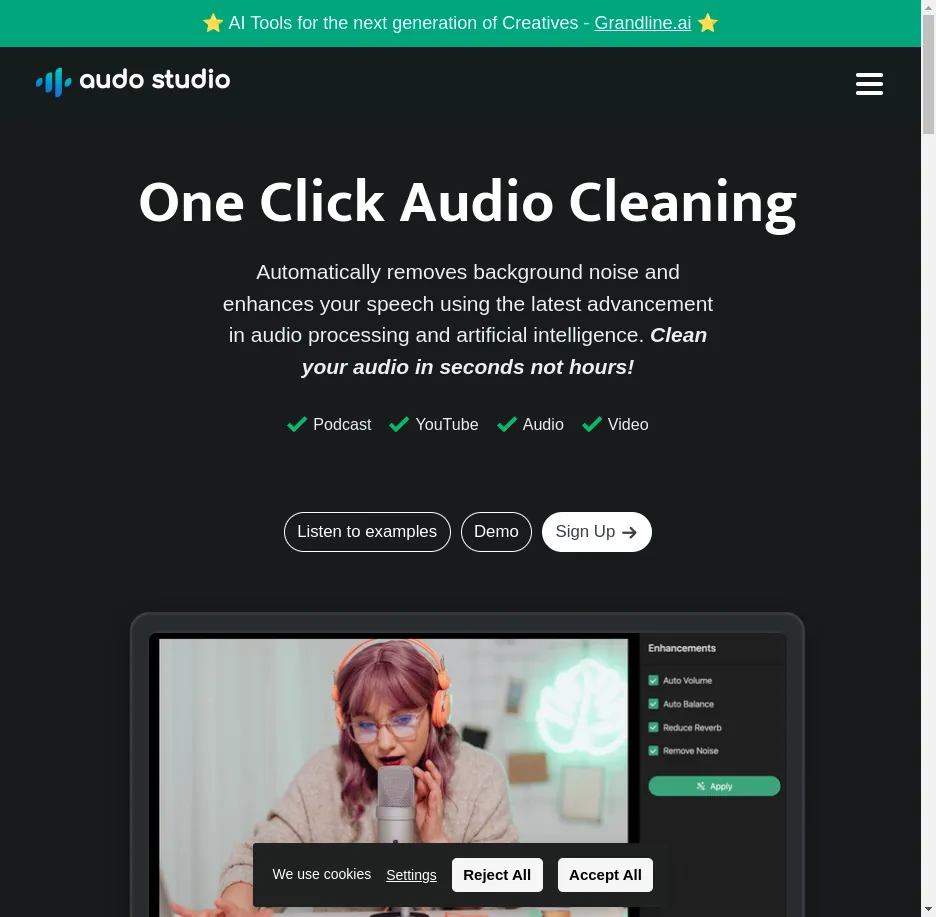 ⭐ AI Tools for the next generation of Creatives - Grandline.ai ⭐
audo studio
One Click Audio Cleaning
Automatically removes background noise and
enhances your speech using the latest advancement
in audio processing and artificial intelligence. Clean
your audio in seconds not hours!
Podcast YouTube Audio Video
Listen to examples Demo Sign Up →
Enhancements
Auto Volume
Auto Balance
Reduce Reverb
Remove Noise
Apply
We use cookies Settings Reject All Accept All